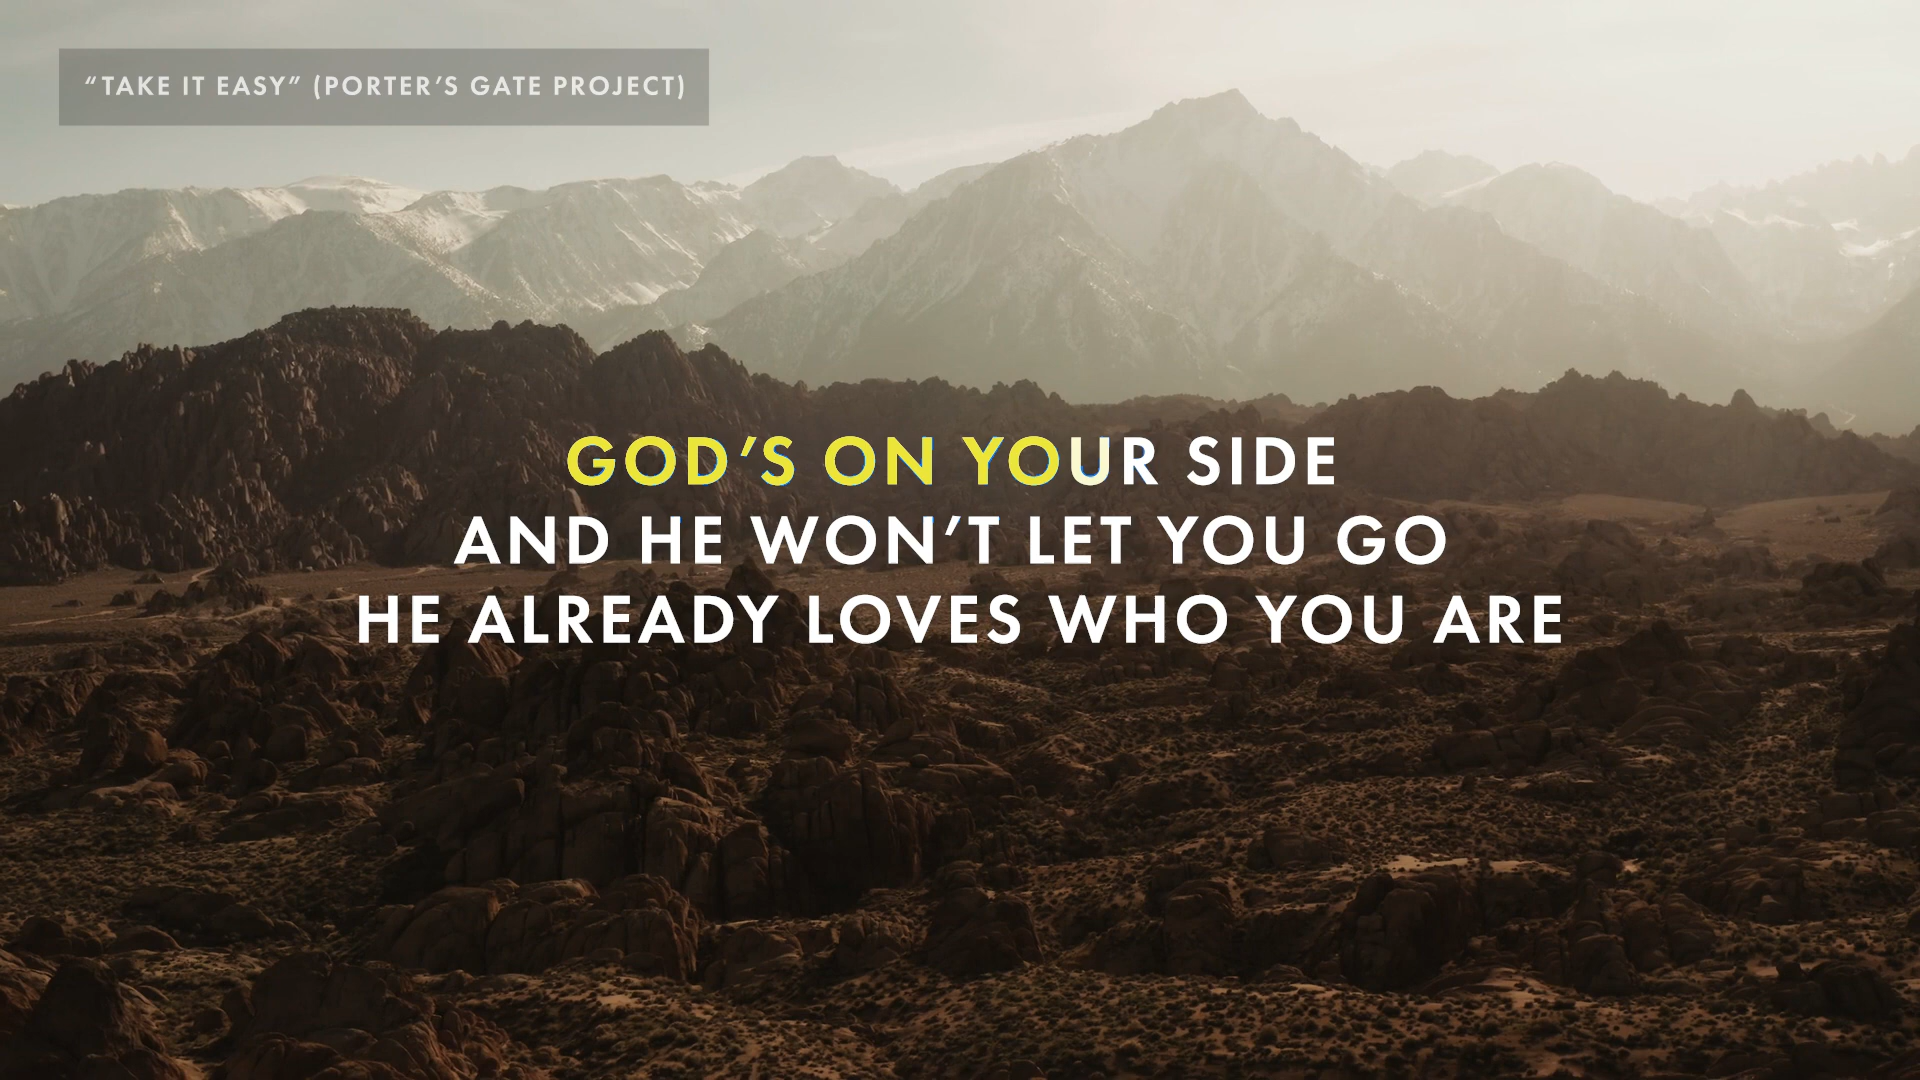 “TAKE IT EASY” (PORTER’S GATE PROJECT)
GOD’S ON YOUR SIDE
AND HE WON’T LET YOU GO
HE ALREADY LOVES WHO YOU ARE